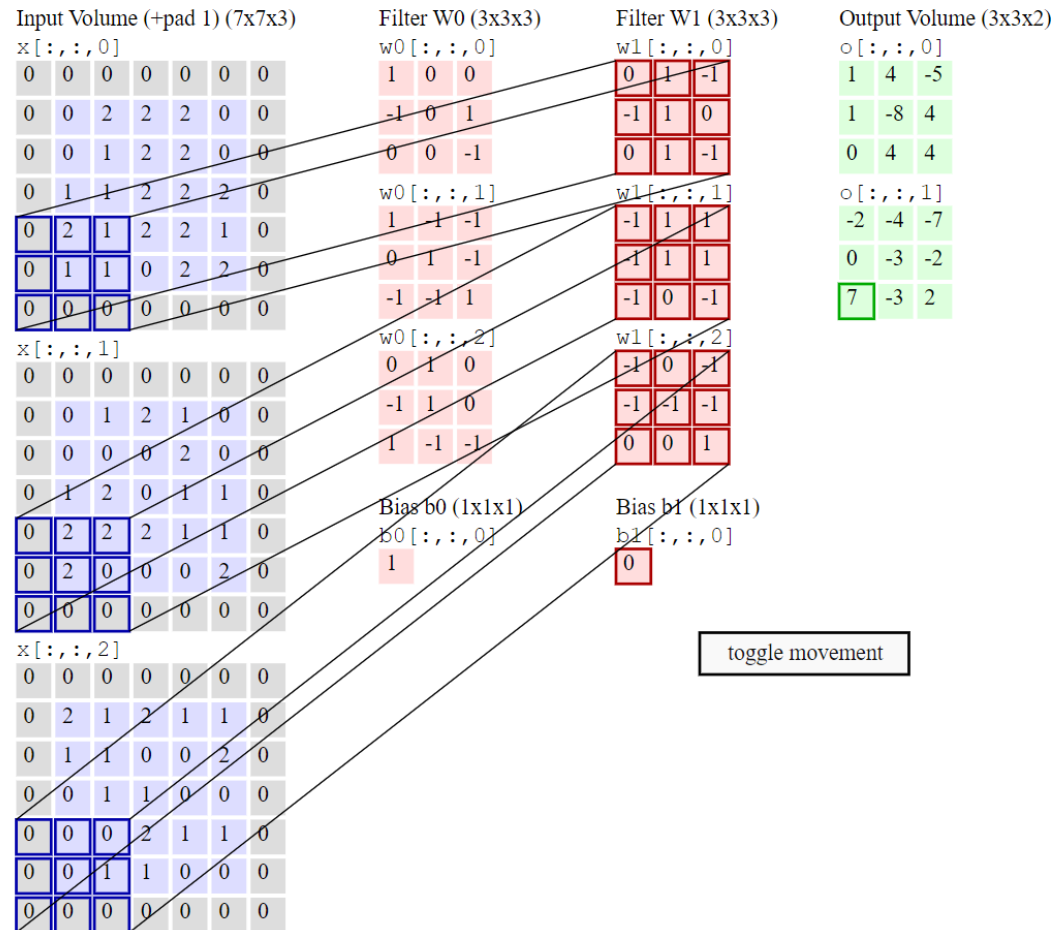 Input Volume (+pad 1) (7x7x3)
x[:,:,0]
0 0 0 0 0 0 0
0 0 2 2 2 0 0
0 0 1 2 2 0 0
0 1 1 2 2 2 0
0 2 1 2 2 1 0
0 1 1 0 2 2 0
0 0 0 0 0 0 0
x[:,:,1]
0 0 0 0 0 0 0
0 0 1 2 1 0 0
0 0 0 0 2 0 0
0 1 2 0 1 1 0
0 2 2 2 1 1 0
0 2 0 0 0 2 0
0 0 0 0 0 0 0
x[:,:,2]
0 0 0 0 0 0 0
0 2 1 2 1 1 0
0 1 1 0 0 2 0
0 0 1 1 0 0 0
0 0 0 2 1 1 0
0 0 1 1 0 0 0
0 0 0 0 0 0 0
Filter W0 (3x3x3)
w0[:,:,0]
1 0 0
-1 0 1
0 0 -1
w0[:,:,1]
1 -1 -1
0 1 -1
-1 -1 1
w0[:,:,2]
0 1 0
-1 1 0
1 -1 -1
Bias b0 (1x1x1)
b0[:,:,0]
1
Filter W1 (3x3x3)
w1[:,:,0]
0 1 -1
-1 1 0
0 1 -1
w1[:,:,1]
-1 1 1
-1 1 1
-1 0 -1
w1[:,:,2]
-1 0 -1
-1 -1 -1
0 0 1
Bias b1 (1x1x1)
b1[:,:,0]
0
Output Volume (3x3x2)
o[:,:,0]
1 4 -5
1 -8 4
0 4 4
o[:,:,1]
-2 -4 -7
0 -3 -2
7 -3 2
toggle movement